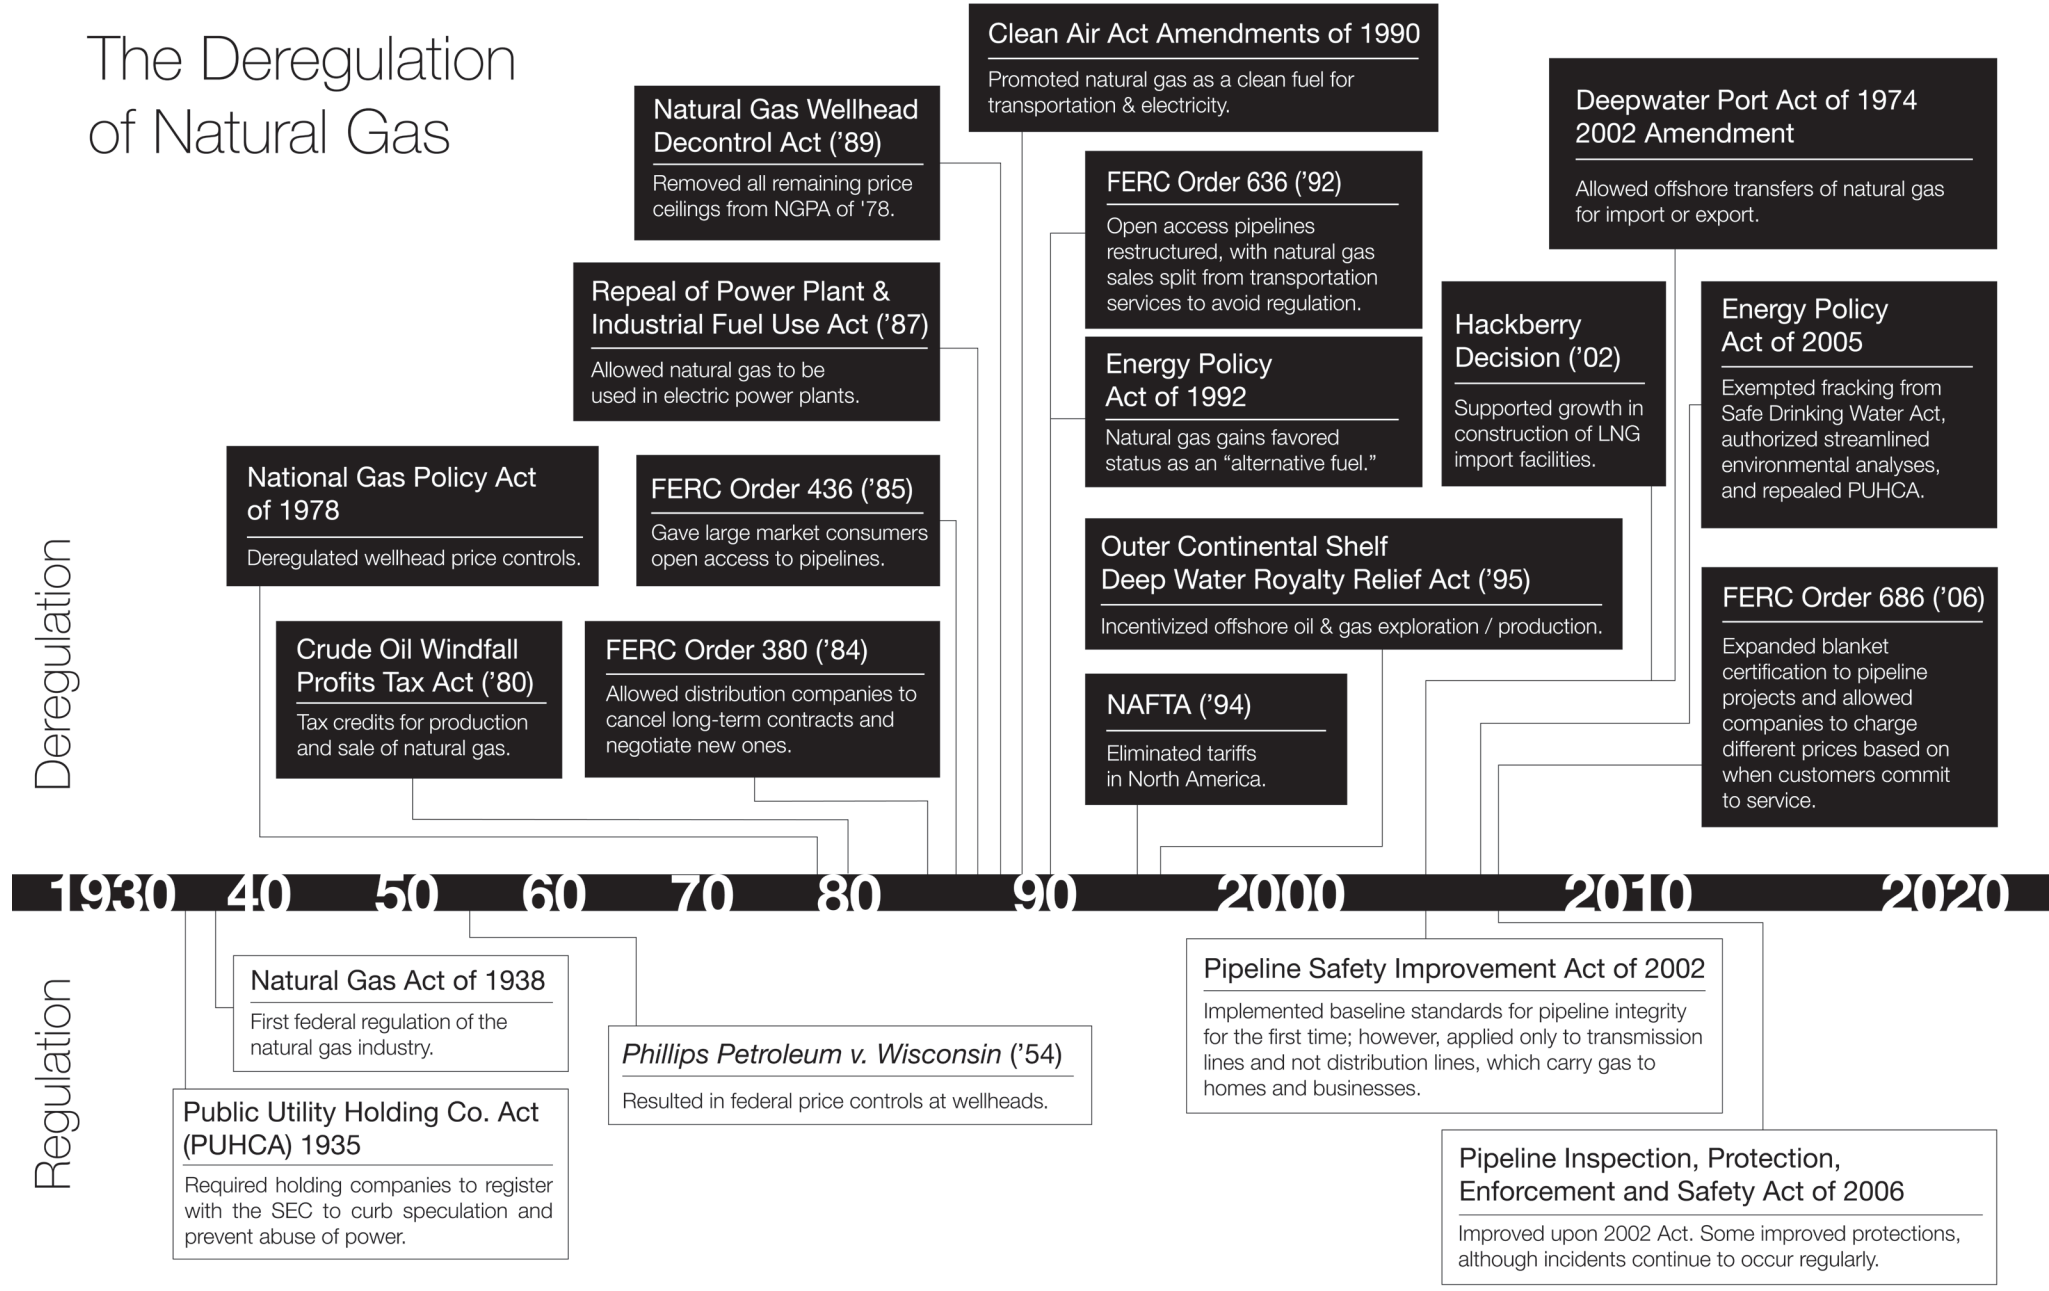 The Deregulation
of Natural Gas
Deregulation
Clean Air Act Amendments of 1990
Promoted natural gas as a clean fuel for
transportation & electricity.
Natural Gas Wellhead
Decontrol Act (’89)
Removed all remaining price
ceilings from NGPA of '78.
Repeal of Power Plant &
Industrial Fuel Use Act (’87)
Allowed natural gas to be
used in electric power plants.
National Gas Policy Act
of 1978
Deregulated wellhead price controls.
FERC Order 436 (’85)
Gave large market consumers
open access to pipelines.
Crude Oil Windfall
Profits Tax Act (’80)
Tax credits for production
and sale of natural gas.
FERC Order 380 (’84)
Allowed distribution companies to
cancel long-term contracts and
negotiate new ones.
FERC Order 636 (’92)
Open access pipelines
restructured, with natural gas
sales split from transportation
services to avoid regulation.
Energy Policy
Act of 1992
Natural gas gains favored
status as an “alternative fuel.”
Outer Continental Shelf
Deep Water Royalty Relief Act (’95)
Incentivized offshore oil & gas exploration / production.
NAFTA (’94)
Eliminated tariffs
in North America.
Deepwater Port Act of 1974
2002 Amendment
Allowed offshore transfers of natural gas
for import or export.
Hackberry
Decision (’02)
Supported growth in
construction of LNG
import facilities.
Energy Policy
Act of 2005
Exempted fracking from
Safe Drinking Water Act,
authorized streamlined
environmental analyses,
and repealed PUHCA.
FERC Order 686 (’06)
Expanded blanket
certification to pipeline
projects and allowed
companies to charge
different prices based on
when customers commit
to service.
1930 40 50 60 70 80 90 2000 2010 2020
Regulation
Natural Gas Act of 1938
First federal regulation of the
natural gas industry.
Public Utility Holding Co. Act
(PUHCA) 1935
Required holding companies to register
with the SEC to curb speculation and
prevent abuse of power.
Phillips Petroleum v. Wisconsin (’54)
Resulted in federal price controls at wellheads.
Pipeline Safety Improvement Act of 2002
Implemented baseline standards for pipeline integrity
for the first time; however, applied only to transmission
lines and not distribution lines, which carry gas to
homes and businesses.
Pipeline Inspection, Protection,
Enforcement and Safety Act of 2006
Improved upon 2002 Act. Some improved protections,
although incidents continue to occur regularly.